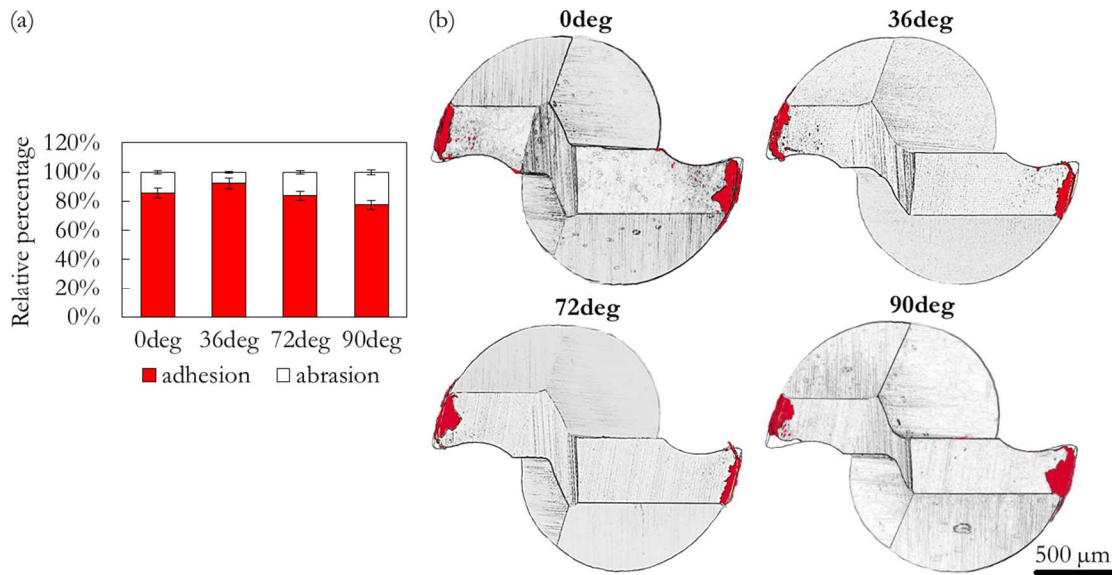 (a)
Relative percentage
120%
100%
80%
60%
40%
20%
0%
0deg 36deg 72deg 90deg
adhesion abrasion
(b)
0deg 36deg
72deg 90deg
500 μm